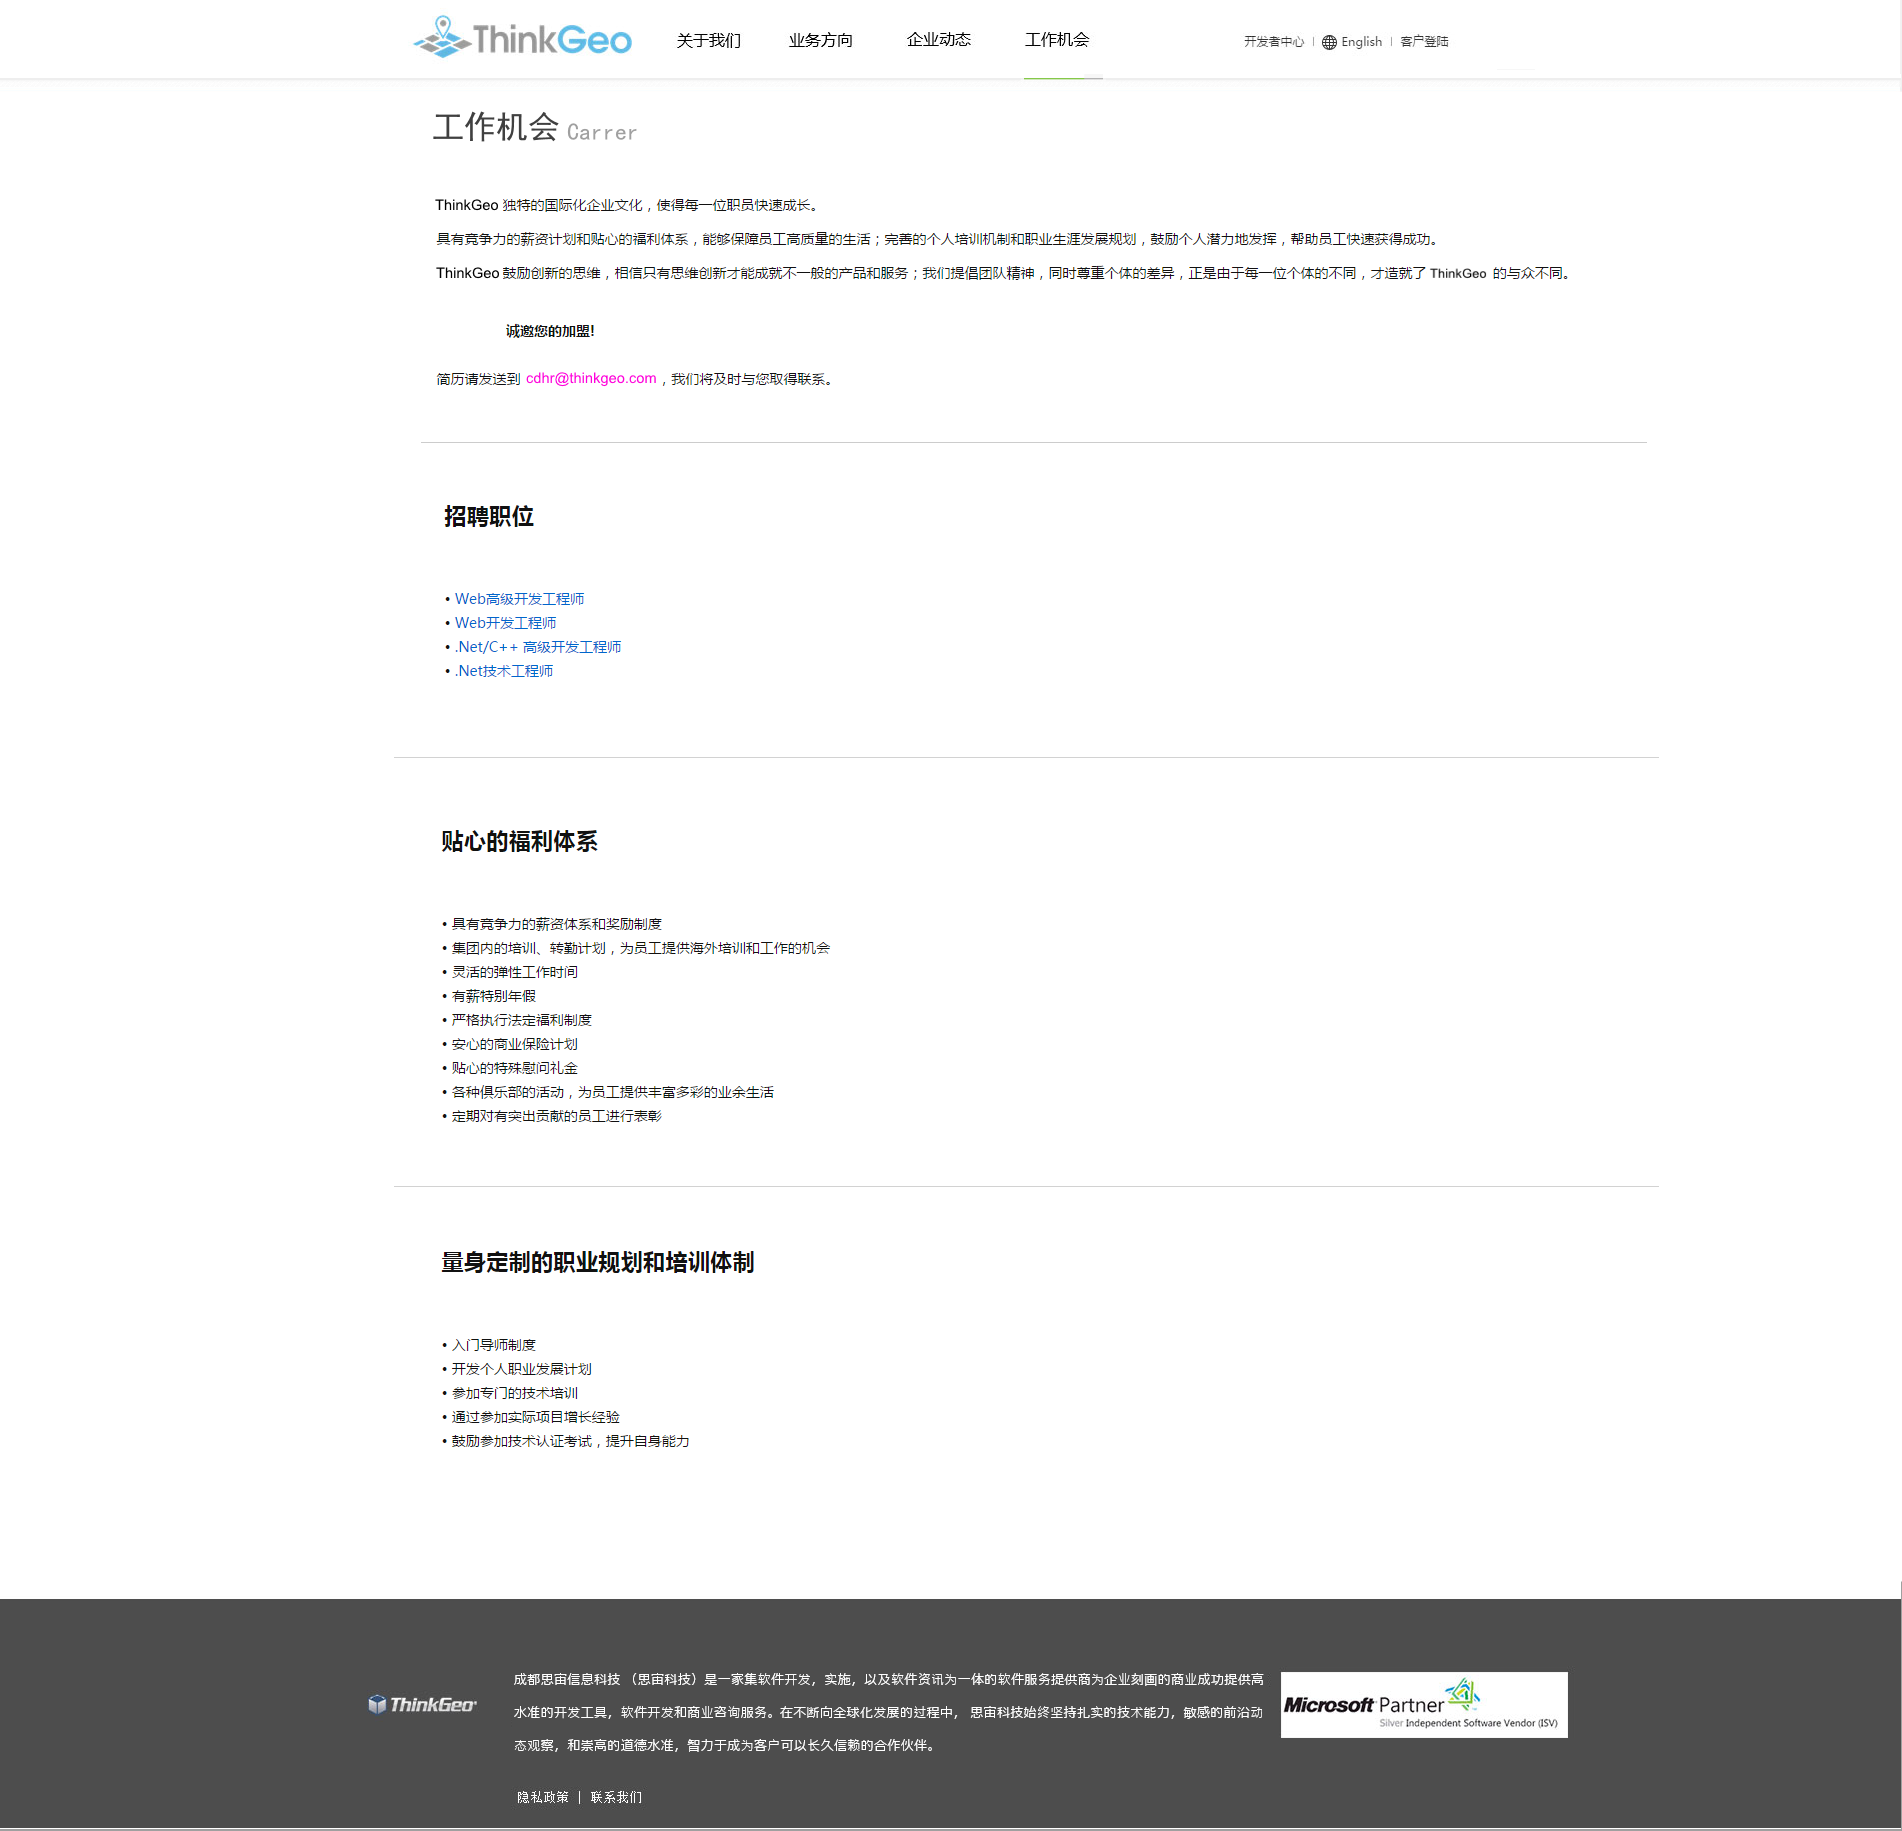 ThinkGeo 关于我们 业务方向 企业动态 工作机会 开发者中心 | English | 客户登陆
工作机会 Carrer
ThinkGeo 独特的国际化企业文化，使得每一位职员快速成长。
具有竞争力的薪资计划和贴心的福利体系，能够保障员工高质量的生活；完善的个人培训机制和职业生涯发展规划，鼓励个人潜力地发挥，帮助员工快速获得成功。
ThinkGeo 鼓励创新的思维，相信只有思维创新才能成就不一般的产品和服务；我们提倡团队精神，同时尊重个体的差异，正是由于每一位个体的不同，才造就了 ThinkGeo 的与众不同。
诚邀您的加盟!
简历请发送到 cdhr@thinkgeo.com，我们将及时与您取得联系。
招聘职位
• Web高级开发工程师
• Web开发工程师
• .Net/C++ 高级开发工程师
• .Net技术工程师
贴心的福利体系
• 具有竞争力的薪资体系和奖励制度
• 集团内的培训、转勤计划，为员工提供海外培训和工作的机会
• 灵活的弹性工作时间
• 有薪特别年假
• 严格执行法定福利制度
• 安心的商业保险计划
• 贴心的特殊慰问礼金
• 各种俱乐部的活动，为员工提供丰富多彩的业余生活
• 定期对有突出贡献的员工进行表彰
量身定制的职业规划和培训体制
• 入门导师制度
• 开发个人职业发展计划
• 参加专门的技术培训
• 通过参加实际项目增长经验
• 鼓励参加技术认证考试，提升自身能力
ThinkGeo
成都思宙信息科技 （思宙科技）是一家集软件开发，实施，以及软件资讯为一体的软件服务提供商为企业刻画的商业成功提供高
水准的开发工具，软件开发和商业咨询服务。在不断向全球化发展的过程中， 思宙科技始终坚持扎实的技术能力，敏感的前沿动
态观察，和崇高的道德水准，智力于成为客户可以长久信赖的合作伙伴。
Microsoft Partner
Silver Independent Software Vendor (ISV)
隐私政策 | 联系我们